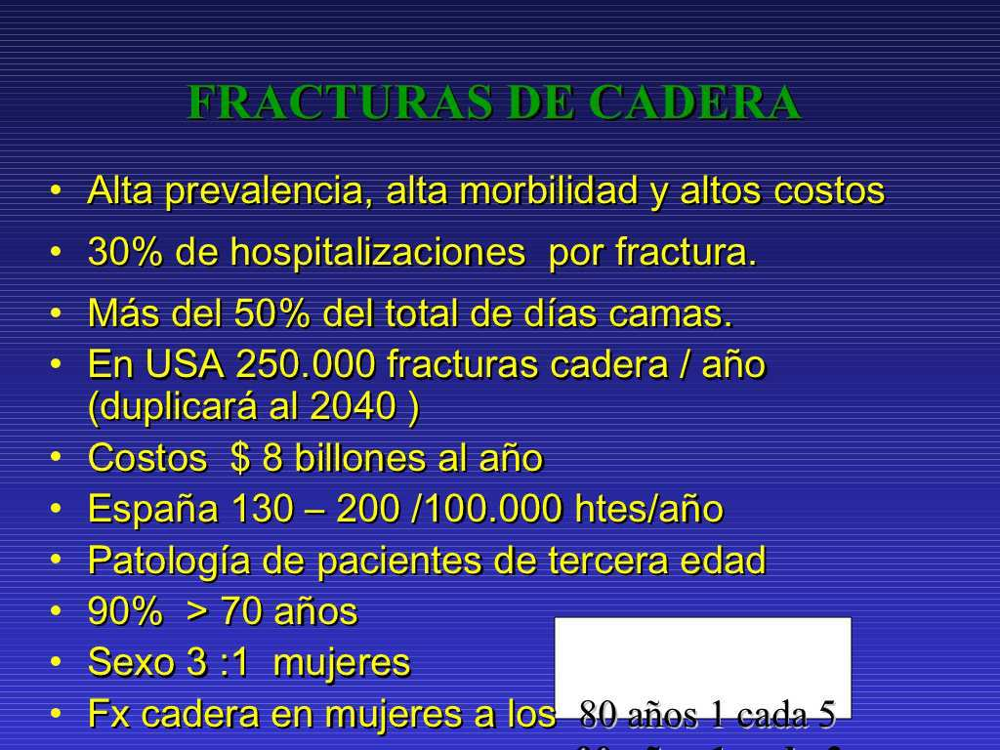 FRACTURAS DE CADERA
• Alta prevalencia, alta morbilidad y altos costos
• 30% de hospitalizaciones  por fractura.
• Más del 50% del total de días camas.
• En USA 250.000 fracturas cadera / año
(duplicará al 2040 )
• Costos  $ 8 billones al año
• España 130 – 200 /100.000 htes/año
• Patología de pacientes de tercera edad
• 90%  > 70 años
• Sexo 3 :1  mujeres
• Fx cadera en mujeres a los  80 años 1 cada 5